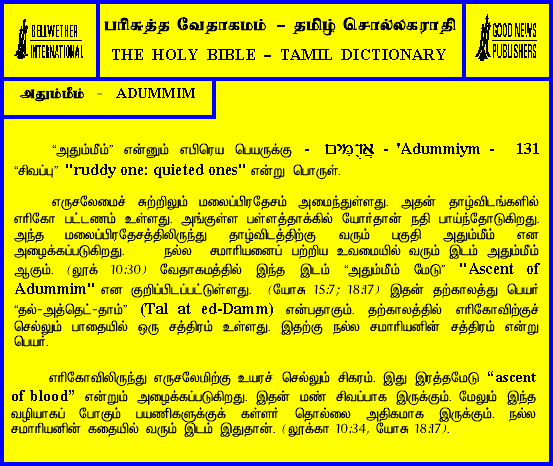 BELLWETHER
INTERNATIONAL
பரிசுத்த வேதாகமம் – தமிழ் சொல்லகராதி
THE HOLY BIBLE – TAMIL DICTIONARY
GOOD NEWS
PUBLISHERS
அதும்மீம் - ADUMMIM
“அதும்மீம்” என்னும் எபிரெய பெயருக்கு - אֲדֻמִּים - 'Adummiym - 131
“சிவப்பு” "ruddy one: quieted ones" என்று பொருள்.
எருசலேமைச் சுற்றிலும் மலைப்பிரதேசம் அமைந்துள்ளது. அதன் தாழ்விடங்களில்
எரிகோ பட்டணம் உள்ளது. அங்குள்ள பள்ளத்தாக்கில் யோர்தான் நதி பாய்ந்தோடுகிறது.
அந்த மலைப்பிரதேசத்திலிருந்து தாழ்விடத்திற்கு வரும் பகுதி அதும்மீம் என
அழைக்கப்படுகிறது. நல்ல சமாரியனைப் பற்றிய உவமையில் வரும் இடம் அதும்மீம்
ஆகும். (லூக் 10:30) வேதாகமத்தில் இந்த இடம் “அதும்மீம் மேடு” "Ascent of
Adummim" என குறிப்பிடப்பட்டுள்ளது. (யோசு 15:7; 18:17) இதன் தற்காலத்து பெயர்
“தல்-அத்தெட்-தாம்” (Tal at ed-Damm) என்பதாகும். தற்காலத்தில் எரிகோவிற்குச்
செல்லும் பாதையில் ஒரு சத்திரம் உள்ளது. இதற்கு நல்ல சமாரியனின் சத்திரம் என்று
பெயர்.
எரிகோவிலிருந்து எருசலேமிற்கு உயரச் செல்லும் சிகரம். இது இரத்தமேடு “ascent
of blood” என்றும் அழைக்கப்படுகிறது. இதன் மண் சிவப்பாக இருக்கும். மேலும் இந்த
வழியாகப் போகும் பயணிகளுக்குக் கள்ளர் தொல்லை அதிகமாக இருக்கும். நல்ல
சமாரியனின் கதையில் வரும் இடம் இதுதான். (லூக்கா 10:34, யோசு 18:17).